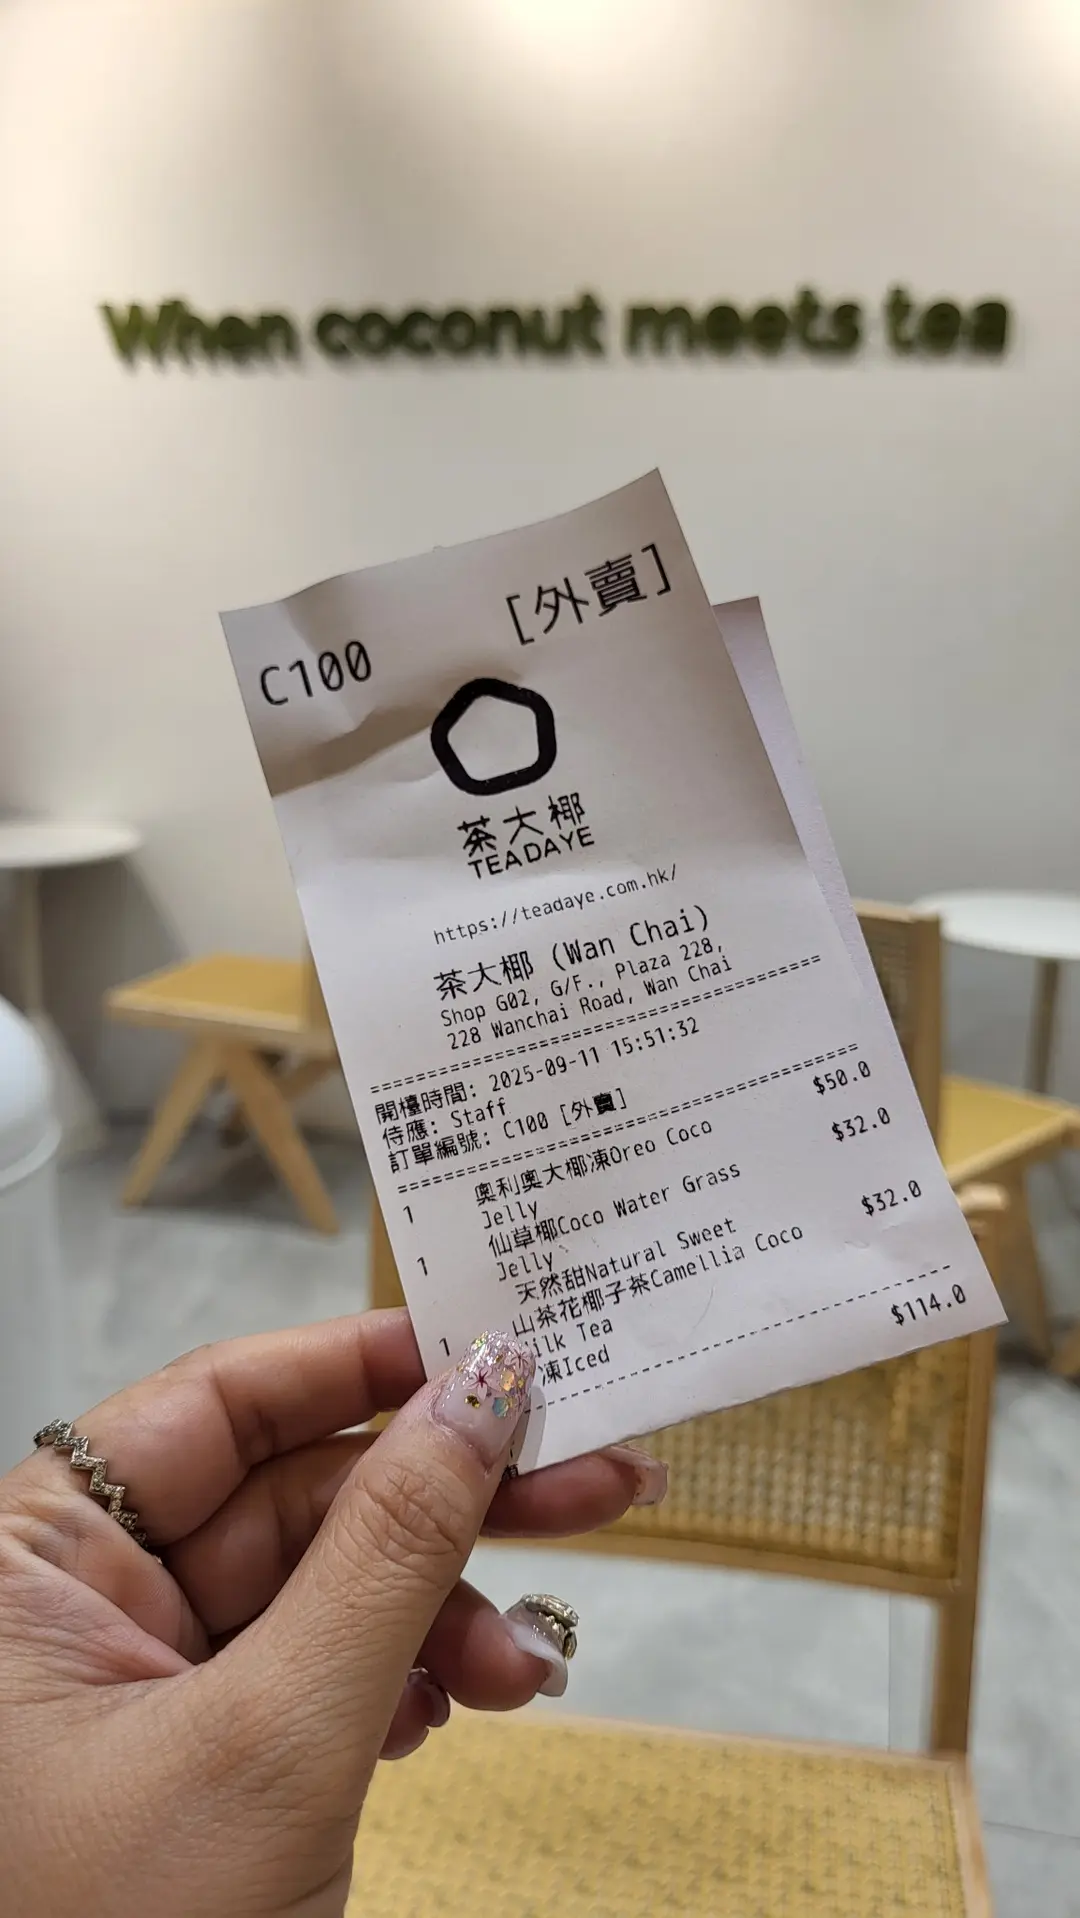 When coconut meets tea
C100 [外賣]
茶大椰
TEADAYE
https://teadaye.com.hk/
茶大椰 (Wan Chai)
Shop G02, G/F., Plaza 228,
228 Wanchai Road, Wan Chai
================================
開檯時間: 2025-09-11 15:51:32
侍應: Staff
訂單編號: C100 [外賣]
================================
1 奧利奧大椰凍Oreo Coco $50.0
Jelly
1 仙草椰Coco Water Grass $32.0
Jelly
天然甜Natural Sweet
1 山茶花椰子茶Camellia Coco $32.0
Milk Tea
凍Iced
--------------------------------
$114.0